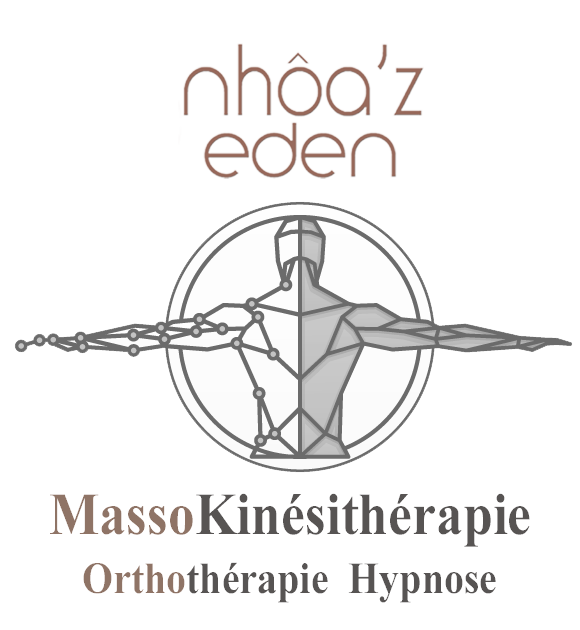 nhôa'z
eden
MassoKinésithérapie
Orthothérapie Hypnose